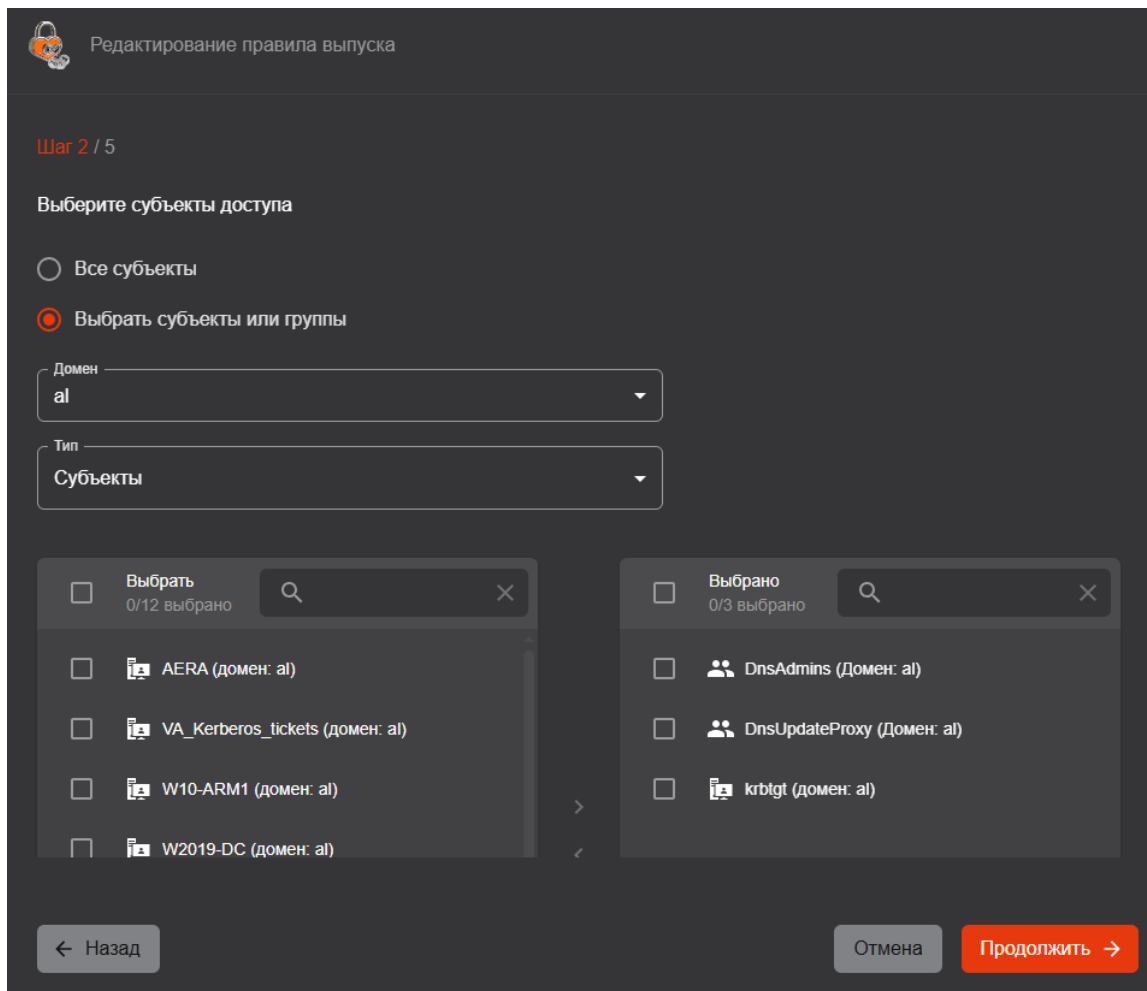 Редактирование правила выпуска
Шаг 2 / 5
Выберите субъекты доступа
Все субъекты
Выбрать субъекты или группы
Домен
al
Тип
Субъекты
Выбрать
0/12 выбрано
AERA (домен: al)
VA_Kerberos_tickets (домен: al)
W10-ARM1 (домен: al)
W2019-DC (домен: al)
Выбрано
0/3 выбрано
DnsAdmins (Домен: al)
DnsUpdateProxy (Домен: al)
krbtgt (домен: al)
Назад
Отмена
Продолжить